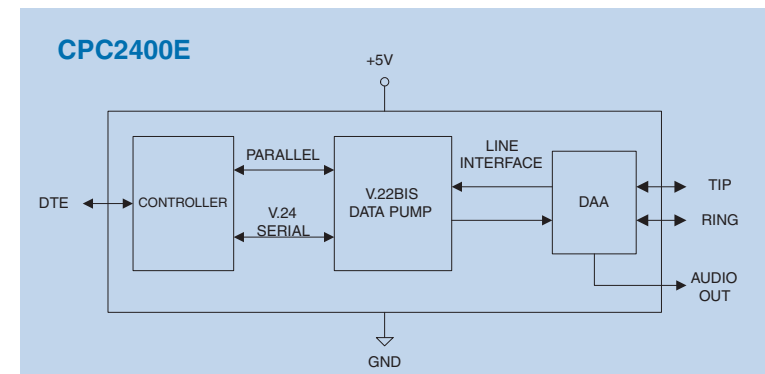 CPC2400E
+5V
PARALLEL
LINE
INTERFACE
V.22BIS
DATA PUMP
DTE
CONTROLLER
V.24
SERIAL
DAA
TIP
RING
AUDIO
OUT
GND